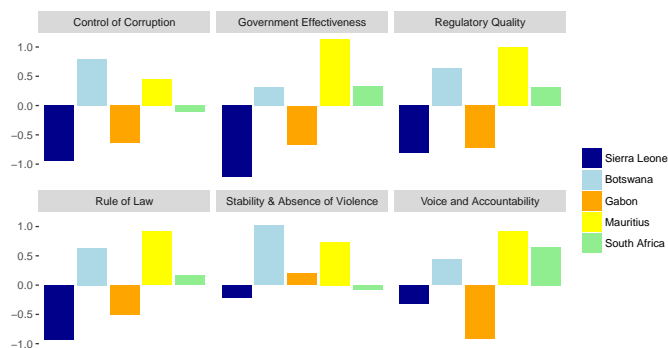 Control of Corruption
Government Effectiveness
Regulatory Quality
1.0
0.5
0.0
−0.5
−1.0
Rule of Law
Stability & Absence of Violence
Voice and Accountability
1.0
0.5
0.0
−0.5
−1.0
Sierra Leone
Botswana
Gabon
Mauritius
South Africa